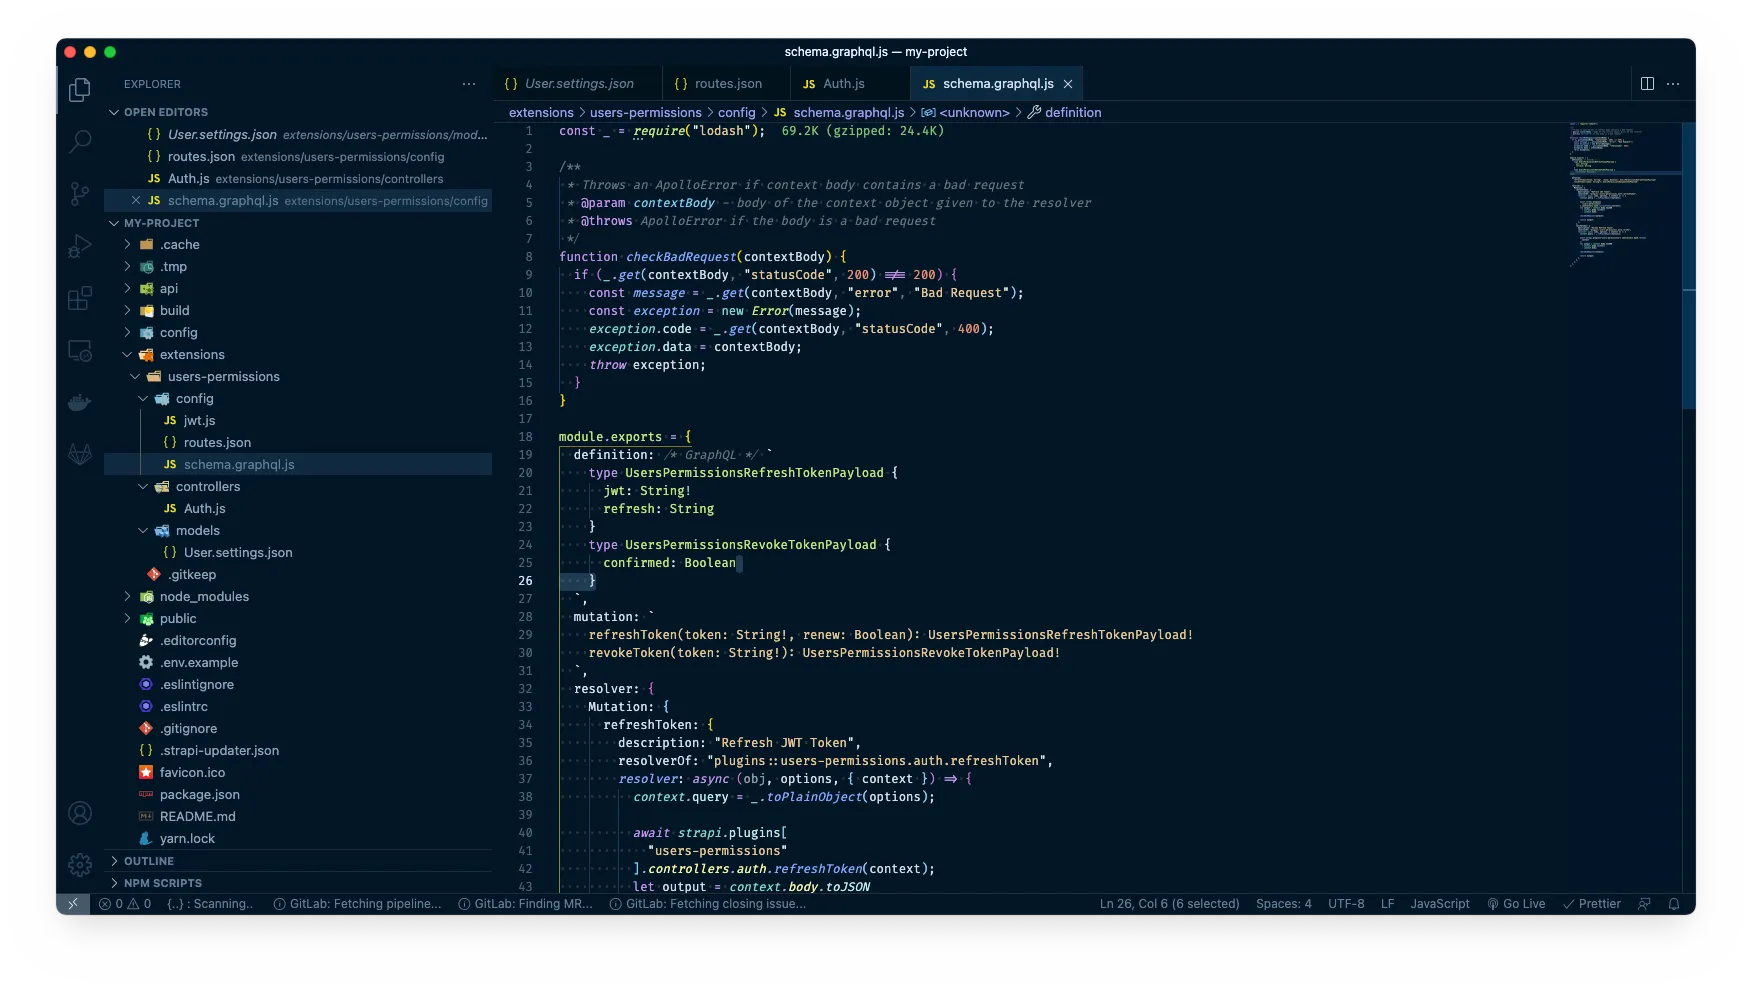 schema.graphql.js — my-project
EXPLORER
OPEN EDITORS
User.settings.json extensions/users-permissions/mod...
routes.json extensions/users-permissions/config
Auth.js extensions/users-permissions/controllers
schema.graphql.js extensions/users-permissions/config
MY-PROJECT
.cache
.tmp
api
build
config
extensions
users-permissions
config
JS jwt.js
{ } routes.json
JS schema.graphql.js
controllers
JS Auth.js
models
{ } User.settings.json
.gitkeep
node_modules
public
.editorconfig
.env.example
.eslintignore
.eslintrc
.gitignore
{ } .strapi-updater.json
favicon.ico
package.json
README.md
yarn.lock
OUTLINE
NPM SCRIPTS
{ } User.settings.json
{ } routes.json
JS Auth.js
JS schema.graphql.js
extensions > users-permissions > config > JS schema.graphql.js > <unknown> > definition
1 const _ = require("lodash"); 69.2K (gzipped: 24.4K)
2
3 /**
4 * Throws an ApolloError if context body contains a bad request
5 * @param contextBody - body of the context object given to the resolver
6 * @throws ApolloError if the body is a bad request
7 */
8 function checkBadRequest(contextBody) {
9 if (_.get(contextBody, "statusCode", 200) !== 200) {
10 const message = _.get(contextBody, "error", "Bad Request");
11 const exception = new Error(message);
12 exception.code = _.get(contextBody, "statusCode", 400);
13 exception.data = contextBody;
14 throw exception;
15 }
16 }
17
18 module.exports = {
19 definition: /* GraphQL */ `
20 type UsersPermissionsRefreshTokenPayload {
21 jwt: String!
22 refresh: String
23 }
24 type UsersPermissionsRevokeTokenPayload {
25 confirmed: Boolean
26 }
27 `,
28 mutation: `
29 refreshToken(token: String!, renew: Boolean): UsersPermissionsRefreshTokenPayload!
30 revokeToken(token: String!): UsersPermissionsRevokeTokenPayload!
31 `,
32 resolver: {
33 Mutation: {
34 refreshToken: {
35 description: "Refresh JWT Token",
36 resolverOf: "plugins::users-permissions.auth.refreshToken",
37 resolver: async (obj, options, { context }) => {
38 context.query = _.toPlainObject(options);
39
40 await strapi.plugins[
41 "users-permissions"
42 ].controllers.auth.refreshToken(context);
43 let output = context.body.toJSON
0 0 {..} : Scanning.. GitLab: Fetching pipeline... GitLab: Finding MR... GitLab: Fetching closing issue... Ln 26, Col 6 (6 selected) Spaces: 4 UTF-8 LF JavaScript Go Live Prettier